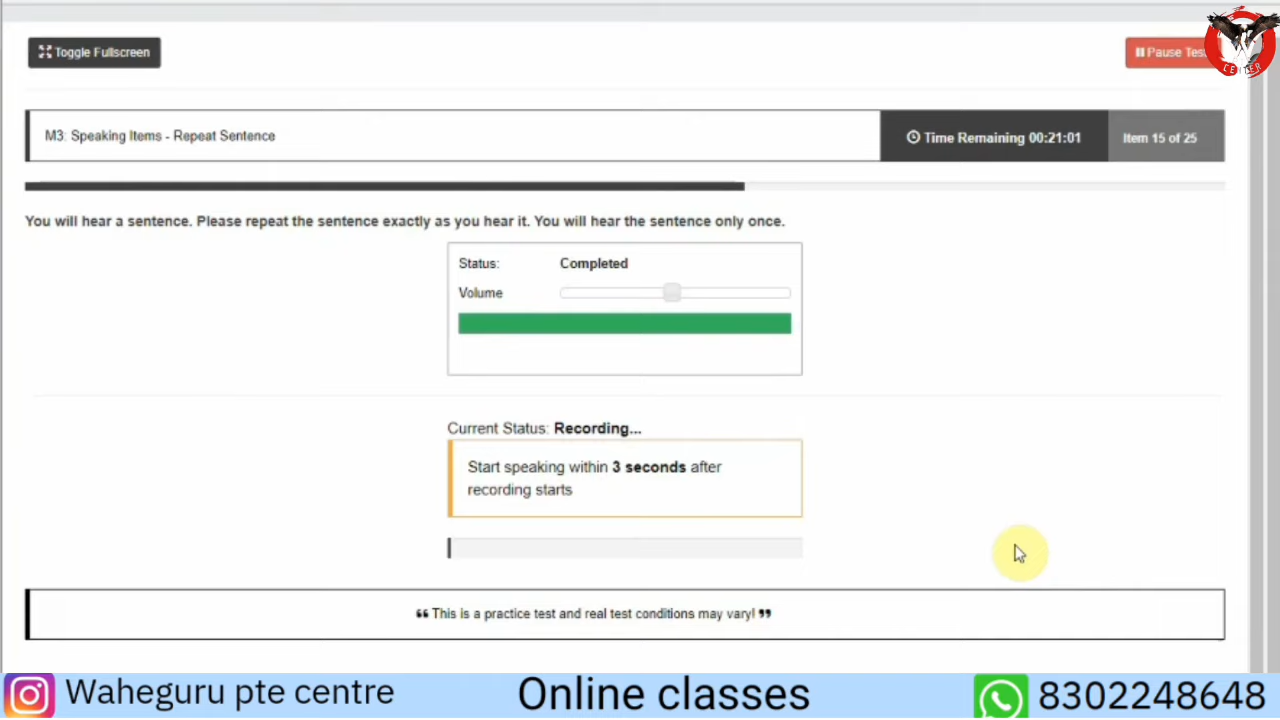 Toggle Fullscreen
Pause Tes
CENTER
M3: Speaking Items - Repeat Sentence
Time Remaining 00:21:01
Item 15 of 25
You will hear a sentence. Please repeat the sentence exactly as you hear it. You will hear the sentence only once.
Status: Completed
Volume
Current Status: Recording...
Start speaking within 3 seconds after
recording starts
❝ This is a practice test and real test conditions may vary! ❞
Waheguru pte centre
Online classes
8302248648